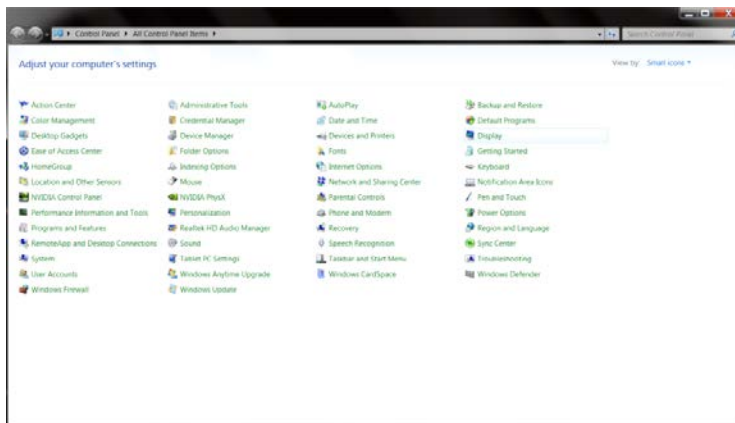 Control Panel ▸ All Control Panel Items ▸
Search Control Panel
Adjust your computer's settings
View by: Small icons
Action Center
Administrative Tools
AutoPlay
Backup and Restore
Color Management
Credential Manager
Date and Time
Default Programs
Desktop Gadgets
Device Manager
Devices and Printers
Display
Ease of Access Center
Folder Options
Fonts
Getting Started
HomeGroup
Indexing Options
Internet Options
Keyboard
Location and Other Sensors
Mouse
Network and Sharing Center
Notification Area Icons
NVIDIA Control Panel
NVIDIA PhysX
Parental Controls
Pen and Touch
Performance Information and Tools
Personalization
Phone and Modem
Power Options
Programs and Features
Realtek HD Audio Manager
Recovery
Region and Language
RemoteApp and Desktop Connections
Sound
Speech Recognition
Sync Center
System
Tablet PC Settings
Taskbar and Start Menu
Troubleshooting
User Accounts
Windows Anytime Upgrade
Windows CardSpace
Windows Defender
Windows Firewall
Windows Update